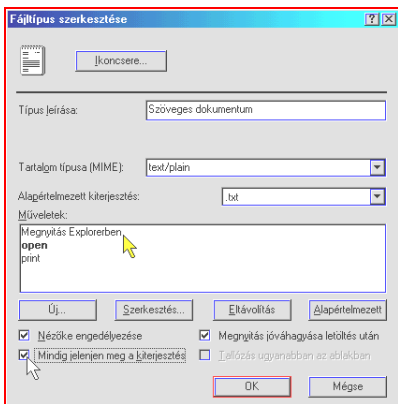 Fájltípus szerkesztése
Ikoncsere...
Típus leírása: Szöveges dokumentum
Tartalom típusa (MIME): text/plain
Alapértelmezett kiterjesztés: .txt
Műveletek:
Megnyitás Explorerben
open
print
Új... Szerkesztés... Eltávolítás Alapértelmezett
Nézőke engedélyezése Megnyitás jóváhagyása letöltés után
Mindig jelenjen meg a kiterjesztés Tallózás ugyanabban az ablakban
OK Mégse